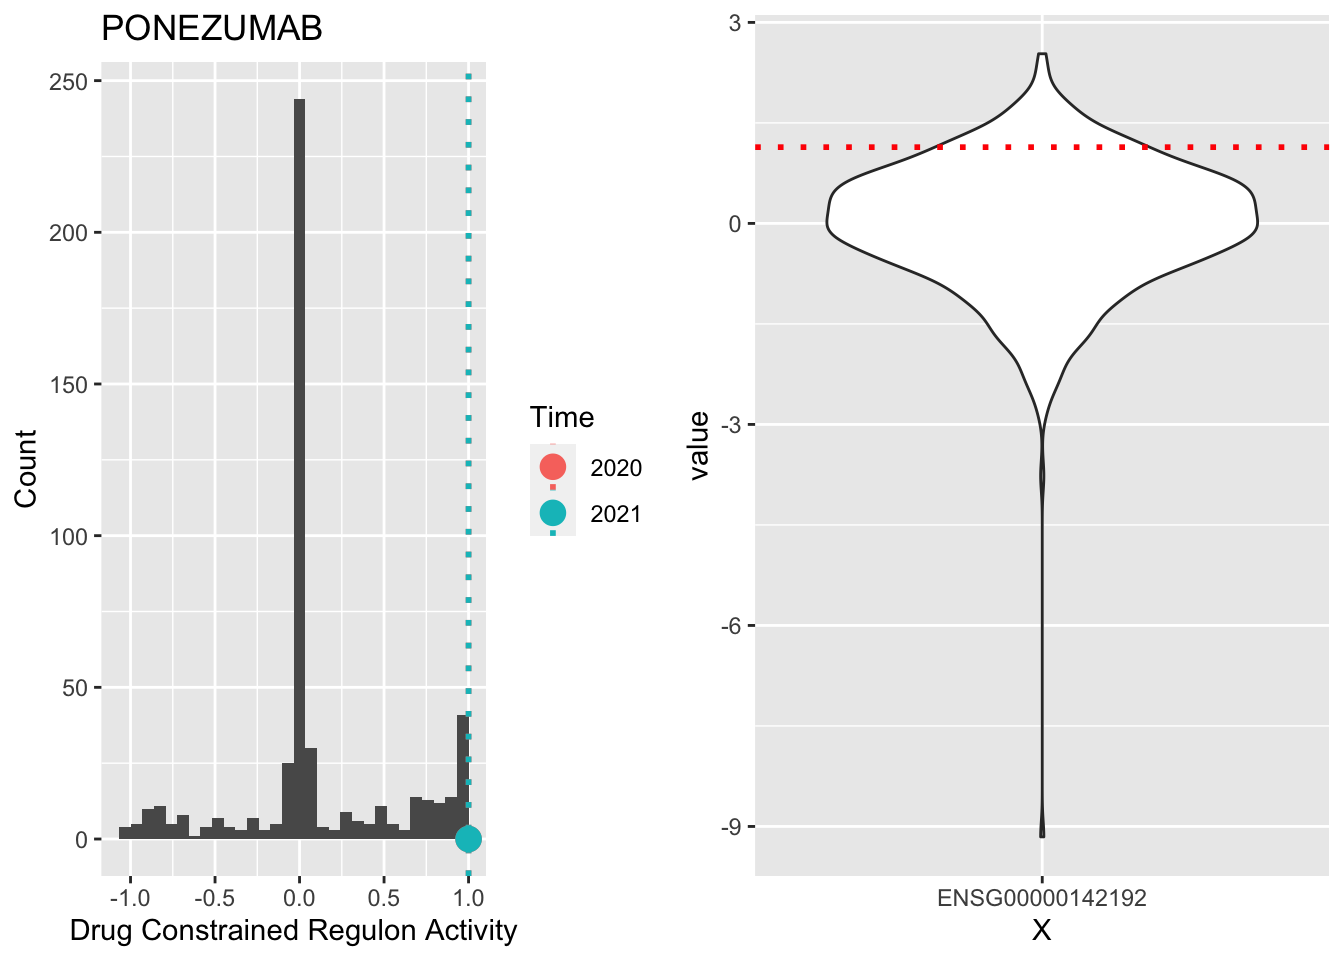 PONEZUMAB
250
200
150
100
50
0
Count
-1.0 -0.5 0.0 0.5 1.0
Drug Constrained Regulon Activity
Time
2020
2021
3
0
-3
-6
-9
value
ENSG00000142192
X